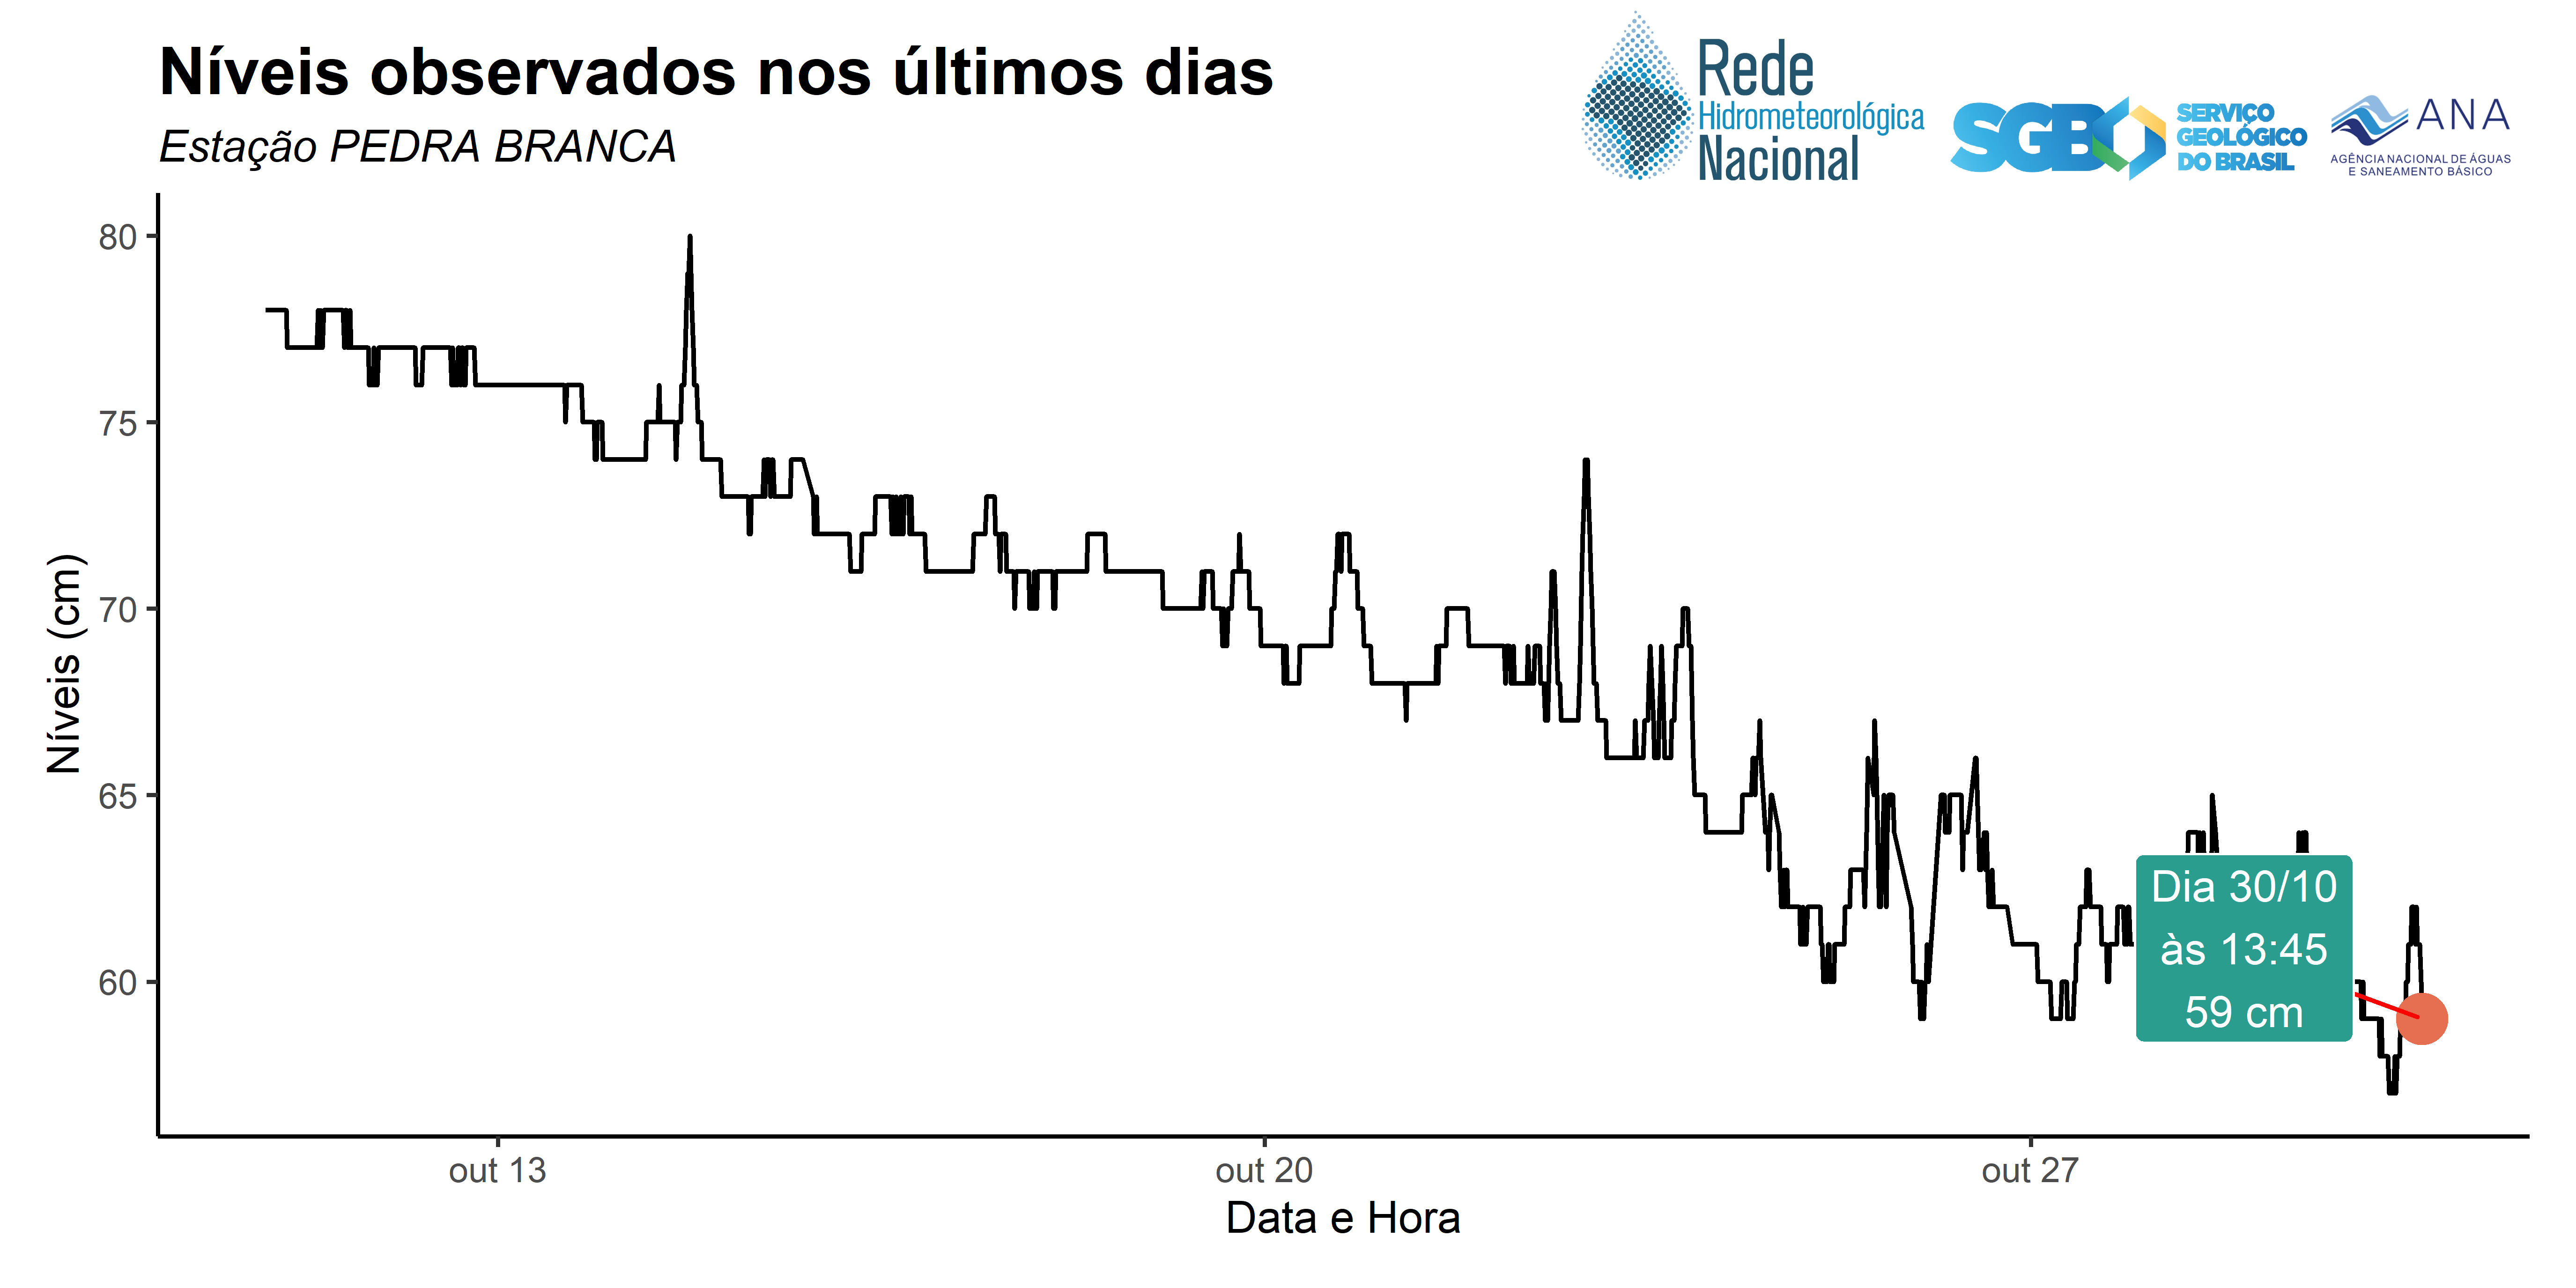 Níveis observados nos últimos dias
Estação PEDRA BRANCA
Rede
Hidrometeorológica
Nacional
SGB
SERVIÇO
GEOLÓGICO
DO BRASIL
ANA
AGÊNCIA NACIONAL DE ÁGUAS
E SANEAMENTO BÁSICO
Níveis (cm)
80
75
70
65
60
Dia 30/10
às 13:45
59 cm
out 13
out 20
out 27
Data e Hora